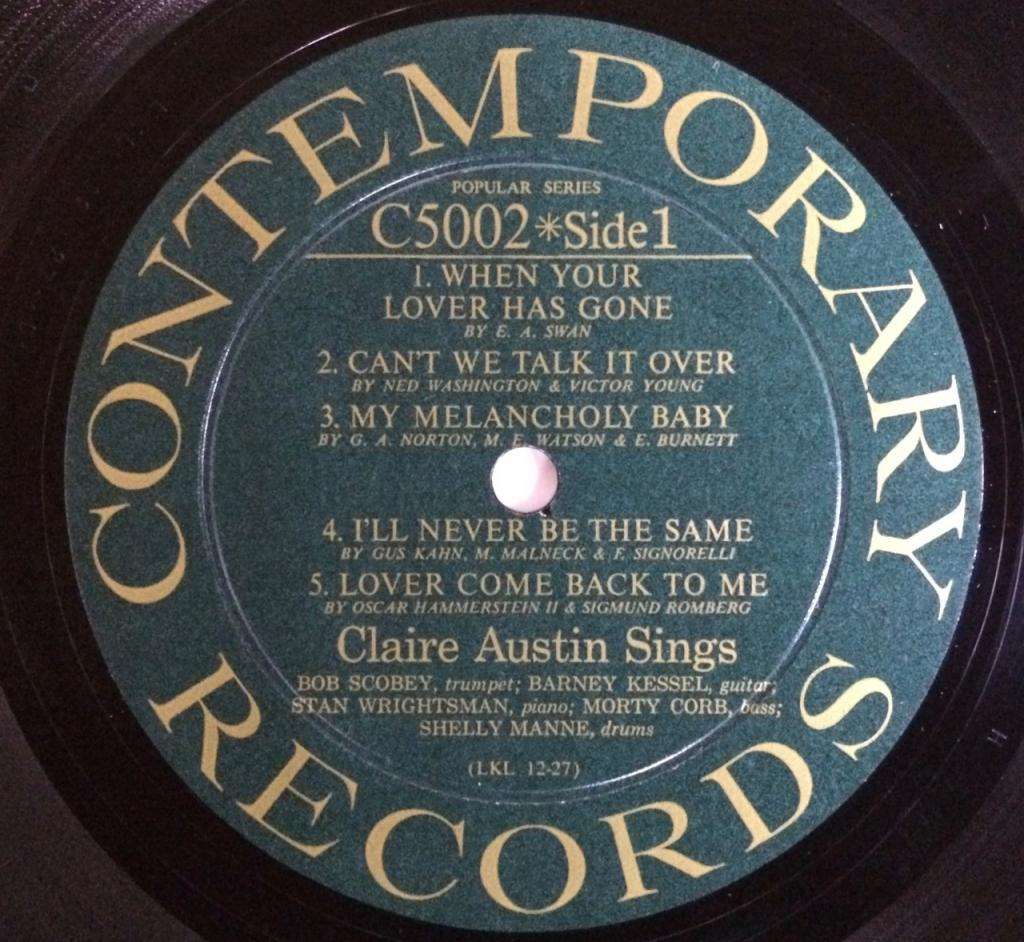 CONTEMPORARY
POPULAR SERIES
C5002*Side 1
1. WHEN YOUR
LOVER HAS GONE
BY E. A. SWAN
2. CAN'T WE TALK IT OVER
BY NED WASHINGTON & VICTOR YOUNG
3. MY MELANCHOLY BABY
BY G. A. NORTON, M. E. WATSON & E. BURNETT
4. I'LL NEVER BE THE SAME
BY GUS KAHN, M. MALNECK & F. SIGNORELLI
5. LOVER COME BACK TO ME
BY OSCAR HAMMERSTEIN II & SIGMUND ROMBERG
Claire Austin Sings
BOB SCOBEY, trumpet; BARNEY KESSEL, guitar;
STAN WRIGHTSMAN, piano; MORTY CORB, bass;
SHELLY MANNE, drums
(LKL 12-27)
RECORDS